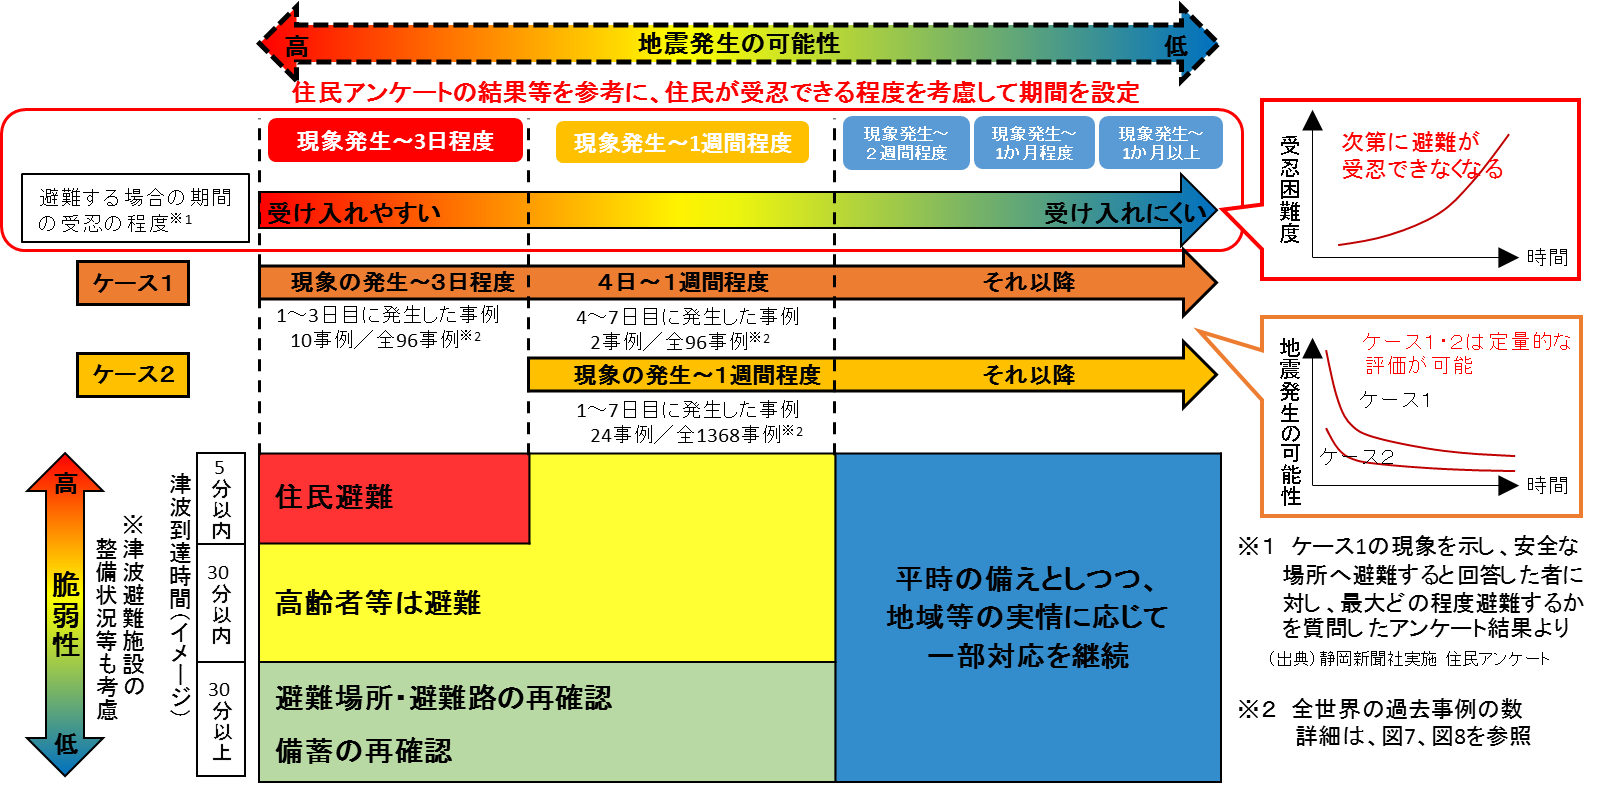 高
地震発生の可能性
低
住民アンケートの結果等を参考に、住民が受忍できる程度を考慮して期間を設定
現象発生～3日程度
現象発生～1週間程度
現象発生～
２週間程度
現象発生～
1か月程度
現象発生～
1か月以上
避難する場合の期間
の受忍の程度※1
受け入れやすい
受け入れにくい
受忍困難度
次第に避難が
受忍できなくなる
時間
ケース1
現象の発生～３日程度
４日～１週間程度
それ以降
1～3日目に発生した事例
10事例／全96事例※2
4～7日目に発生した事例
2事例／全96事例※2
ケース２
現象の発生～1週間程度
それ以降
1～7日目に発生した事例
24事例／全1368事例※2
地震発生の可能性
ケース1・２は定量的な
評価が可能
ケース1
ケース2
時間
高
脆弱性
低
※津波避難施設の
整備状況等も考慮
津波到達時間（イメージ）
5分以内
30分以内
30分以上
住民避難
高齢者等は避難
避難場所・避難路の再確認
備蓄の再確認
平時の備えとしつつ、
地域等の実情に応じて
一部対応を継続
※１　ケース1の現象を示し、安全な
場所へ避難すると回答した者に
対し、最大どの程度避難するか
を質問したアンケート結果より
（出典）静岡新聞社実施 住民アンケート
※２　全世界の過去事例の数
詳細は、図7、図8を参照